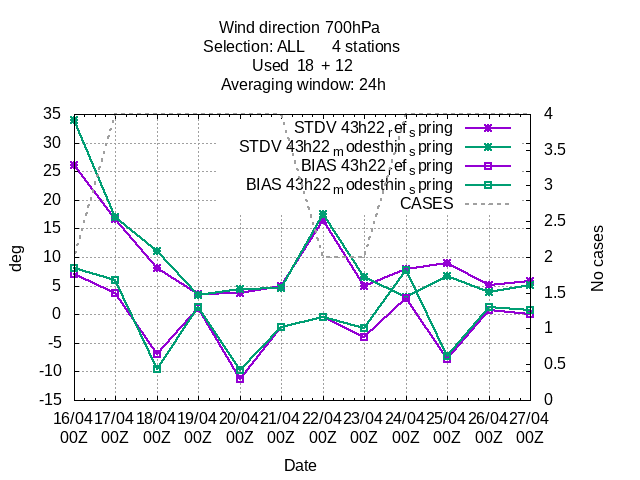 Wind direction 700hPa
Selection: ALL 4 stations
Used 18 + 12
Averaging window: 24h
STDV 43h22_ref_spring
STDV 43h22_modesthin_spring
BIAS 43h22_ref_spring
BIAS 43h22_modesthin_spring
CASES
35
30
25
20
15
10
5
0
-5
-10
-15
deg
4
3.5
3
2.5
2
1.5
1
0.5
0
No cases
16/04 17/04 18/04 19/04 20/04 21/04 22/04 23/04 24/04 25/04 26/04 27/04
00Z 00Z 00Z 00Z 00Z 00Z 00Z 00Z 00Z 00Z 00Z 00Z
Date